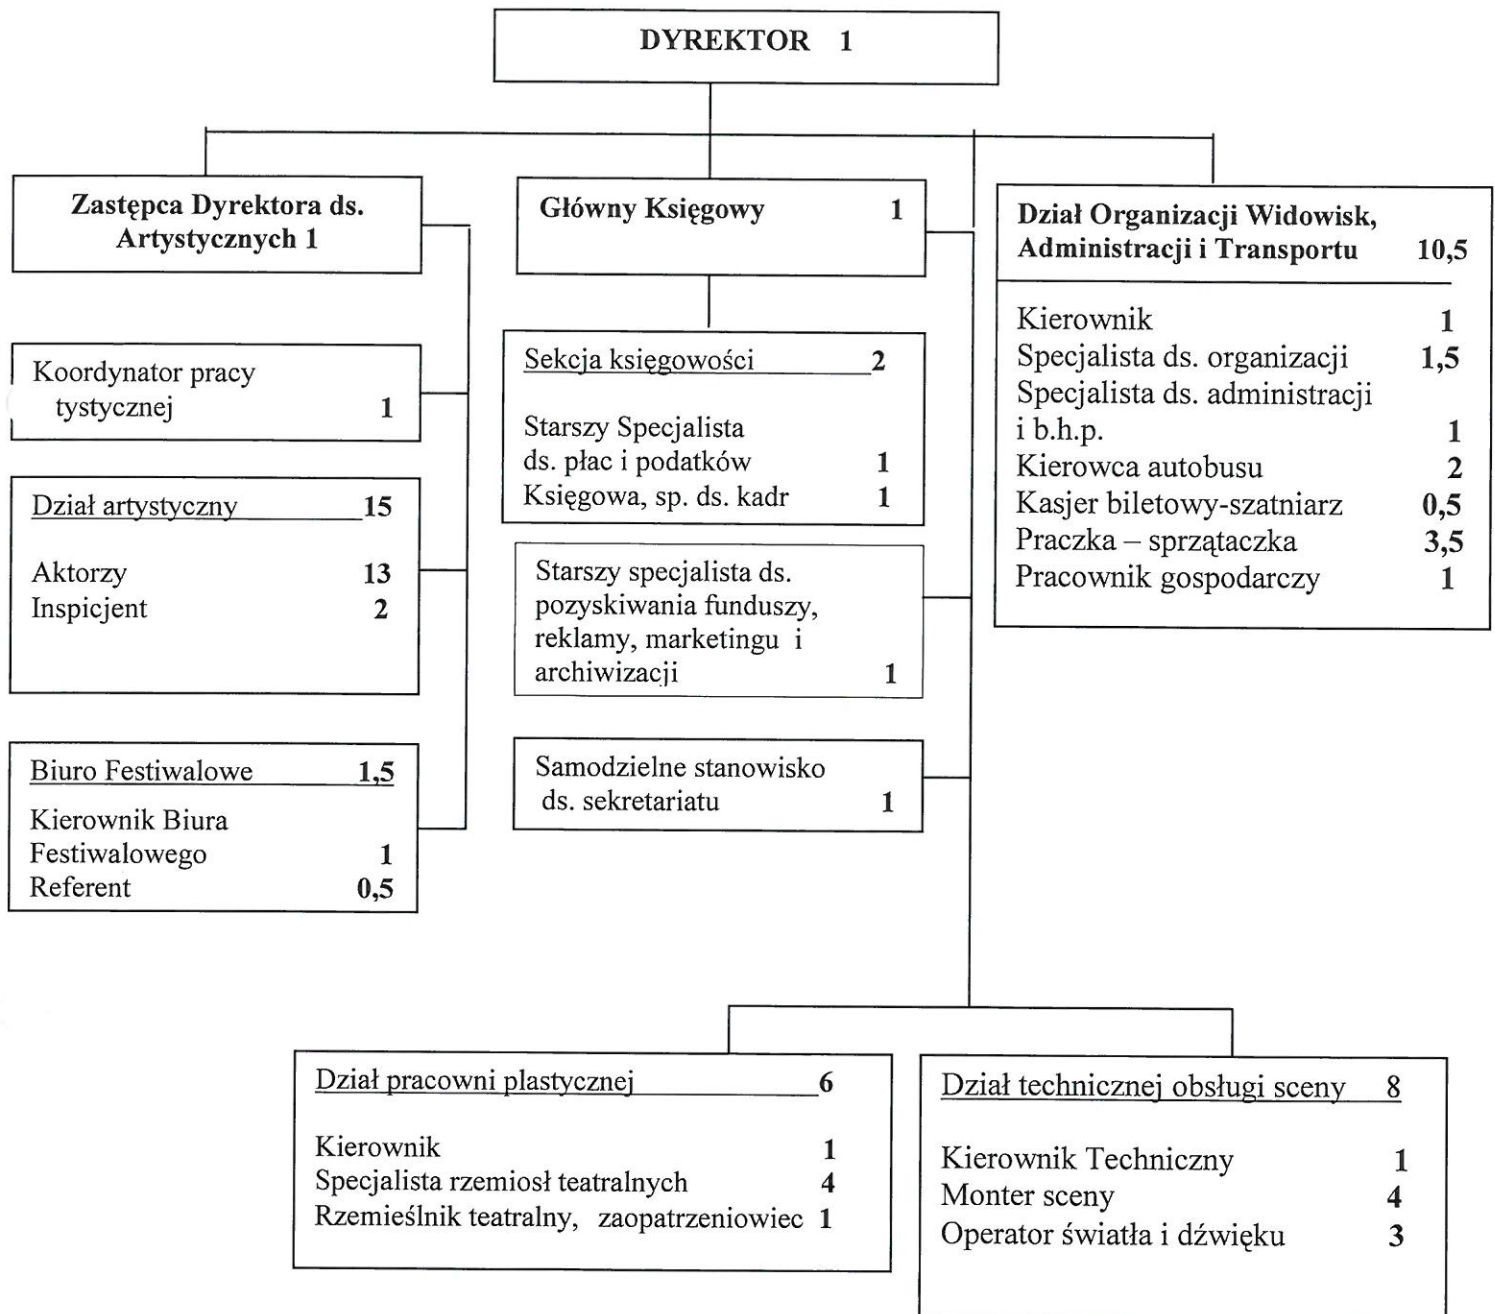 DYREKTOR 1
Zastępca Dyrektora ds.
Artystycznych 1
Koordynator pracy
tystycznej 1
Dział artystyczny 15
Aktorzy 13
Inspicjent 2
Biuro Festiwalowe 1,5
Kierownik Biura
Festiwalowego 1
Referent 0,5
Główny Księgowy 1
Sekcja księgowości 2
Starszy Specjalista
ds. płac i podatków 1
Księgowa, sp. ds. kadr 1
Starszy specjalista ds.
pozyskiwania funduszy,
reklamy, marketingu i
archiwizacji 1
Samodzielne stanowisko
ds. sekretariatu 1
Dział Organizacji Widowisk,
Administracji i Transportu 10,5
Kierownik 1
Specjalista ds. organizacji 1,5
Specjalista ds. administracji
i b.h.p. 1
Kierowca autobusu 2
Kasjer biletowy-szatniarz 0,5
Praczka – sprzątaczka 3,5
Pracownik gospodarczy 1
Dział pracowni plastycznej 6
Kierownik 1
Specjalista rzemiosł teatralnych 4
Rzemieślnik teatralny, zaopatrzeniowiec 1
Dział technicznej obsługi sceny 8
Kierownik Techniczny 1
Monter sceny 4
Operator światła i dźwięku 3